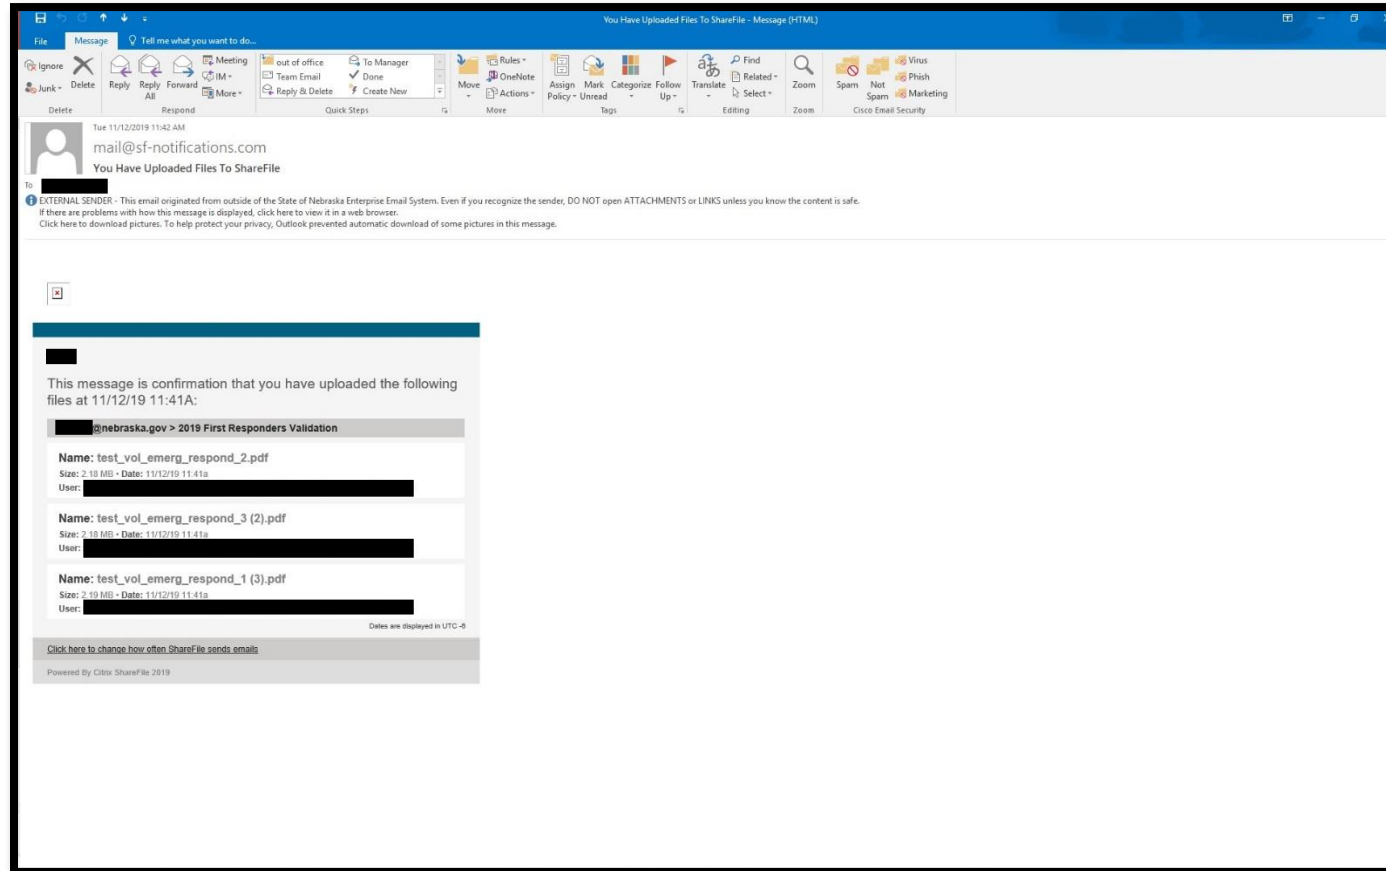 You Have Uploaded Files To ShareFile - Message (HTML)
File Message Tell me what you want to do...
Ignore
Junk
Delete
Reply
Reply All
Forward
Meeting
IM
More
out of office
Team Email
Reply & Delete
To Manager
Done
Create New
Move
Rules
OneNote
Actions
Assign Policy
Mark Unread
Categorize
Follow Up
Translate
Find
Related
Select
Zoom
Spam
Not Spam
Virus
Phish
Marketing
Delete Respond Quick Steps Move Tags Editing Zoom Cisco Email Security
Tue 11/12/2019 11:42 AM
mail@sf-notifications.com
You Have Uploaded Files To ShareFile
To
EXTERNAL SENDER - This email originated from outside of the State of Nebraska Enterprise Email System. Even if you recognize the sender, DO NOT open ATTACHMENTS or LINKS unless you know the content is safe.
If there are problems with how this message is displayed, click here to view it in a web browser.
Click here to download pictures. To help protect your privacy, Outlook prevented automatic download of some pictures in this message.
This message is confirmation that you have uploaded the following
files at 11/12/19 11:41A:
@nebraska.gov > 2019 First Responders Validation
Name: test_vol_emerg_respond_2.pdf
Size: 2.18 MB • Date: 11/12/19 11:41a
User:
Name: test_vol_emerg_respond_3 (2).pdf
Size: 2.18 MB • Date: 11/12/19 11:41a
User:
Name: test_vol_emerg_respond_1 (3).pdf
Size: 2.19 MB • Date: 11/12/19 11:41a
User:
Dates are displayed in UTC
Click here to change how often ShareFile sends emails
Powered By Citrix ShareFile 2019